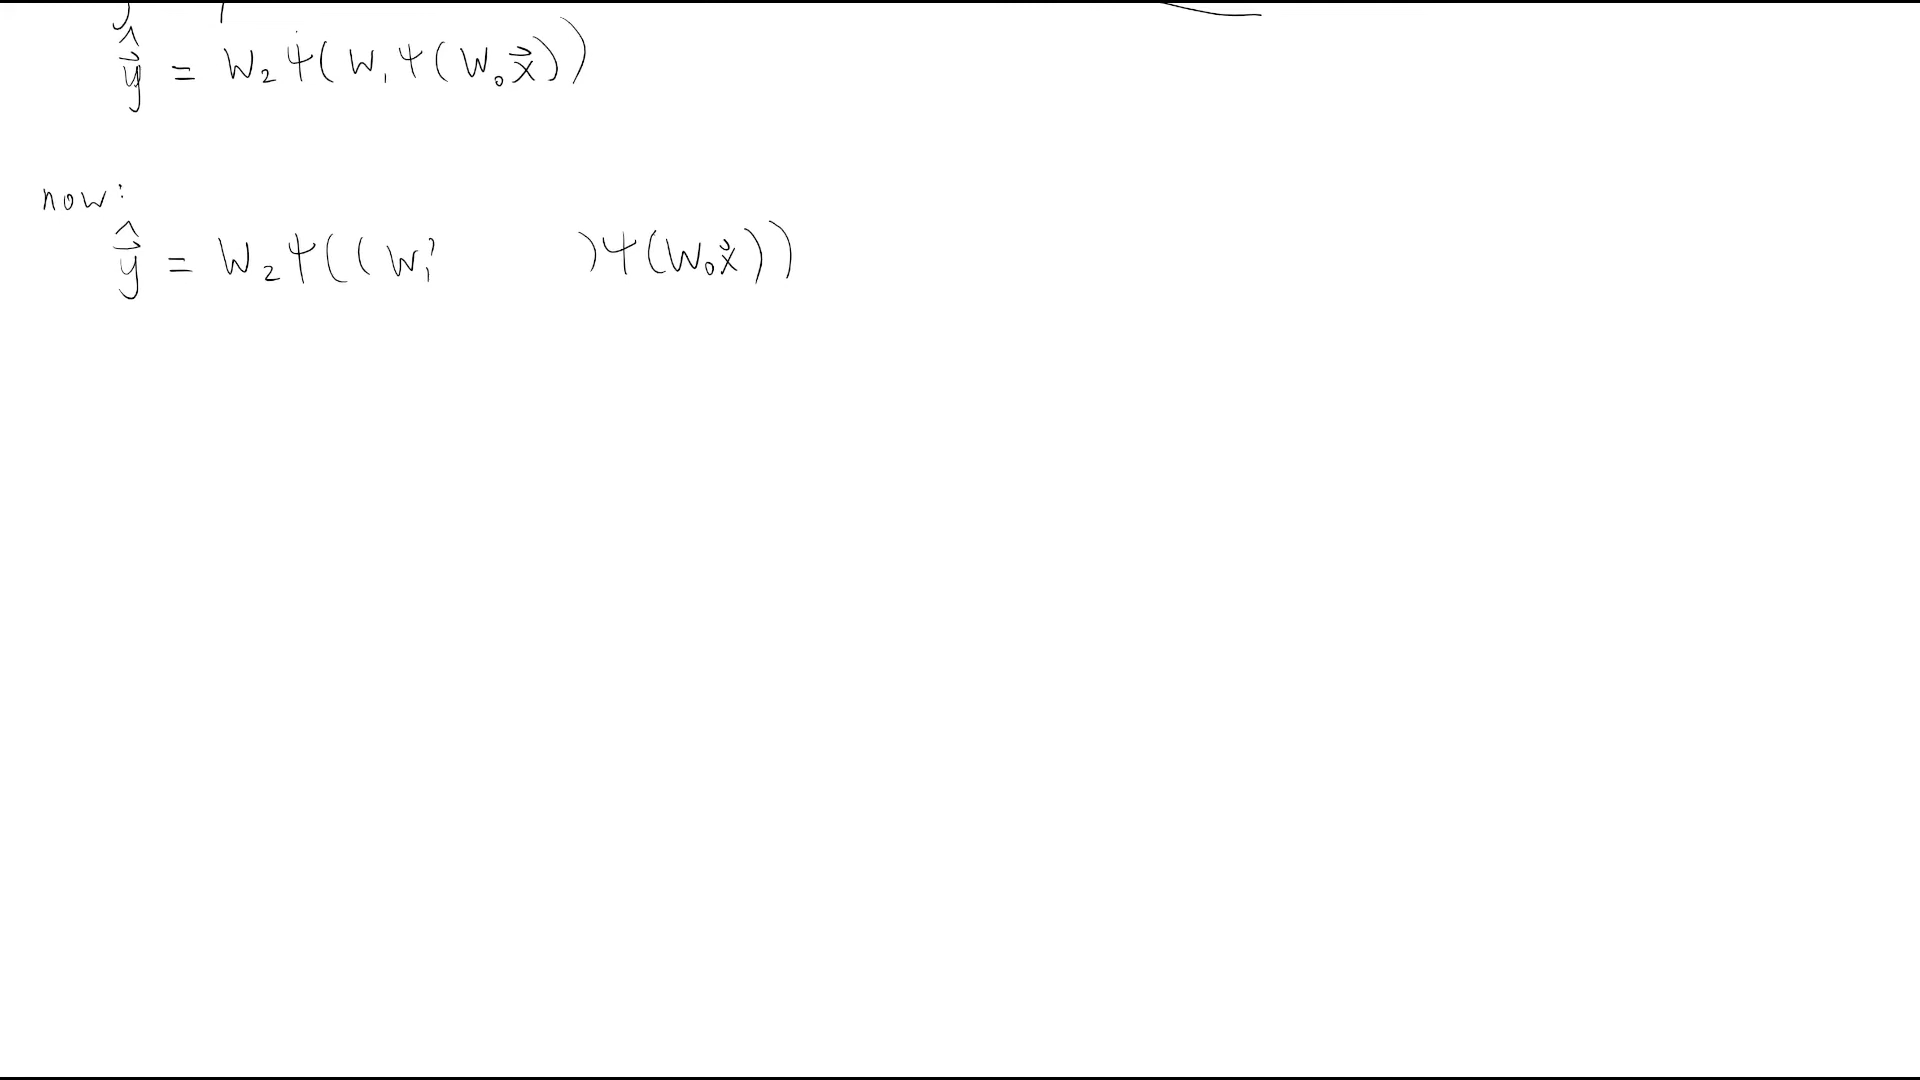 ŷ⃗ = W₂ψ(W₁ψ(W₀x⃗))
now:
ŷ⃗ = W₂ψ((W₁'      )ψ(W₀x⃗))